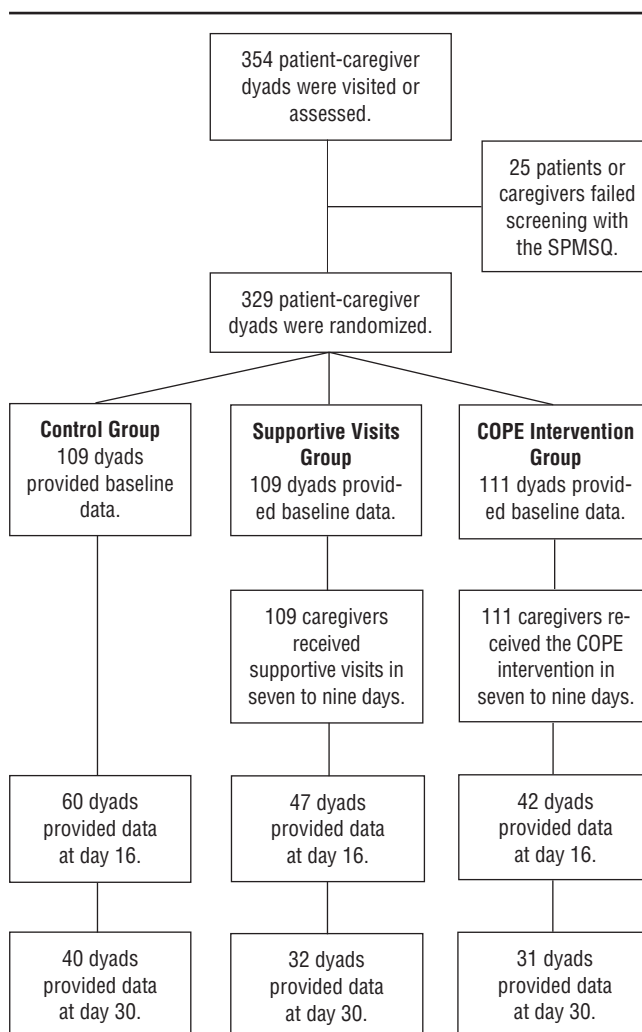 354 patient-caregiver
dyads were visited or
assessed.
25 patients or
caregivers failed
screening with
the SPMSQ.
329 patient-caregiver
dyads were randomized.
Control Group
109 dyads
provided baseline
data.
Supportive Visits
Group
109 dyads provid-
ed baseline data.
COPE Intervention
Group
111 dyads provid-
ed baseline data.
109 caregivers
received
supportive visits in
seven to nine days.
111 caregivers re-
ceived the COPE
intervention in
seven to nine days.
60 dyads
provided data
at day 16.
47 dyads
provided data
at day 16.
42 dyads
provided data
at day 16.
40 dyads
provided data
at day 30.
32 dyads
provided data
at day 30.
31 dyads
provided data
at day 30.